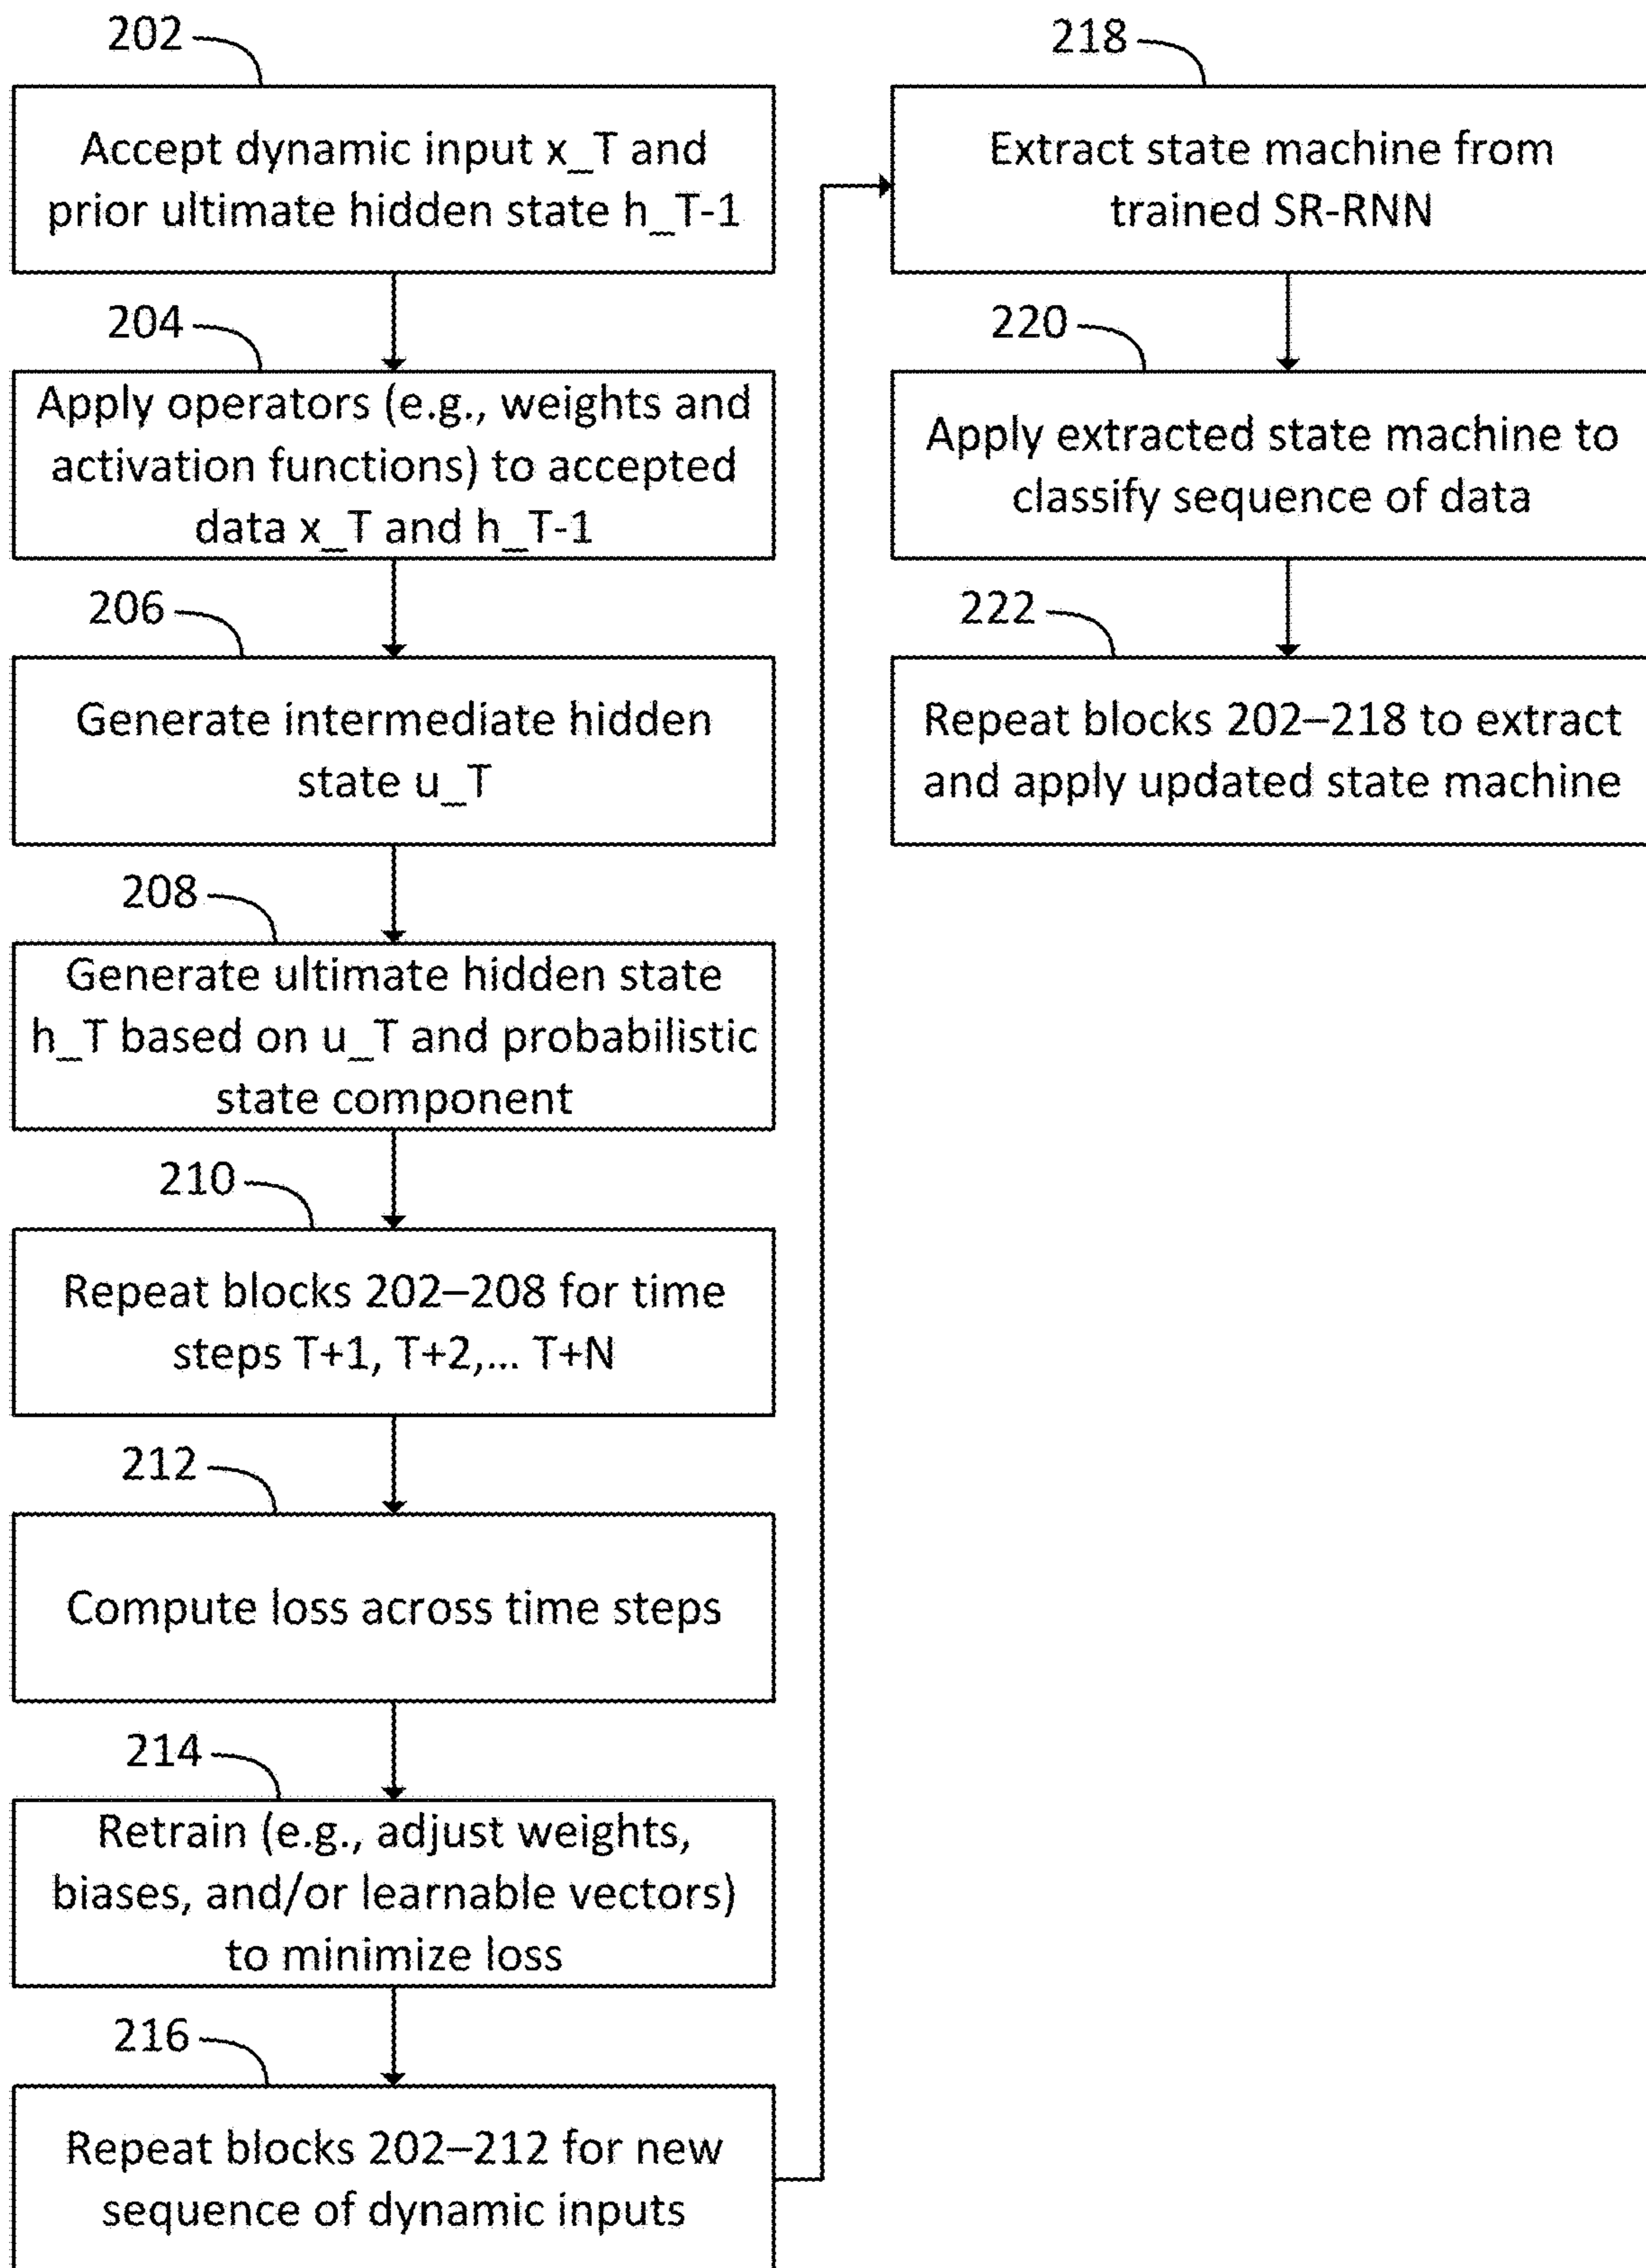 202
Accept dynamic input x_T and
prior ultimate hidden state h_T-1
204
Apply operators (e.g., weights and
activation functions) to accepted
data x_T and h_T-1
206
Generate intermediate hidden
state u_T
208
Generate ultimate hidden state
h_T based on u_T and probabilistic
state component
210
Repeat blocks 202–208 for time
steps T+1, T+2,... T+N
212
Compute loss across time steps
214
Retrain (e.g., adjust weights,
biases, and/or learnable vectors)
to minimize loss
216
Repeat blocks 202–212 for new
sequence of dynamic inputs
218
Extract state machine from
trained SR-RNN
220
Apply extracted state machine to
classify sequence of data
222
Repeat blocks 202–218 to extract
and apply updated state machine